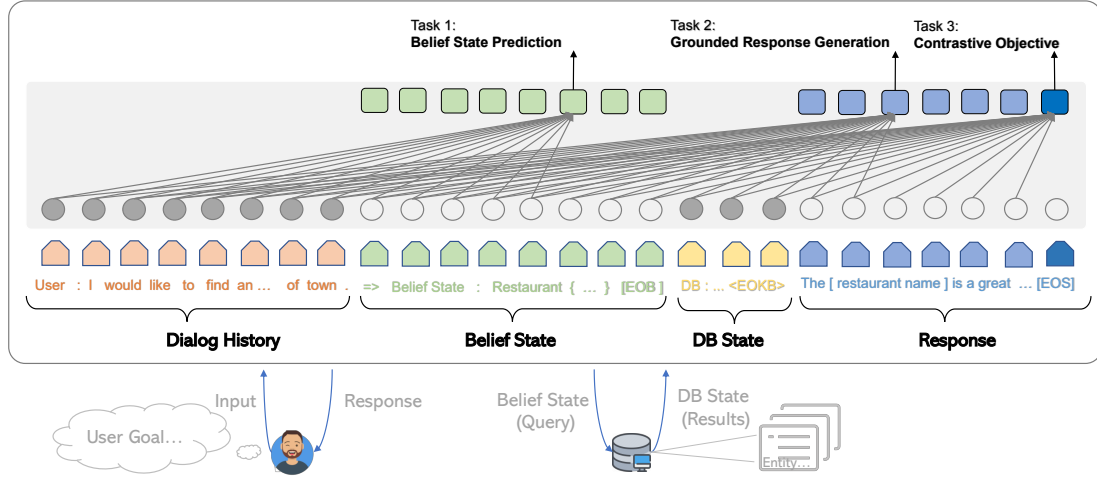 Task 1:
Belief State Prediction
Task 2:
Grounded Response Generation
Task 3:
Contrastive Objective
User : I would like to find an ... of town .
=> Belief State : Restaurant { ... } [EOB ]
DB : ... <EOKB>
The [ restaurant name ] is a great ... [EOS]
Dialog History
Belief State
DB State
Response
Input
Response
Belief State
(Query)
DB State
(Results)
User Goal...
Entity...